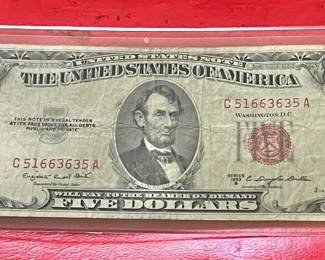 UNITED STATES NOTE
THE UNITED STATES OF AMERICA
THIS NOTE IS A LEGAL TENDER
AT ITS FACE VALUE FOR ALL DEBTS
PUBLIC AND PRIVATE
C 51663635 A
WASHINGTON, D.C.
C 51663635 A
SERIES
1953
WILL PAY TO THE BEARER ON DEMAND
FIVE DOLLARS